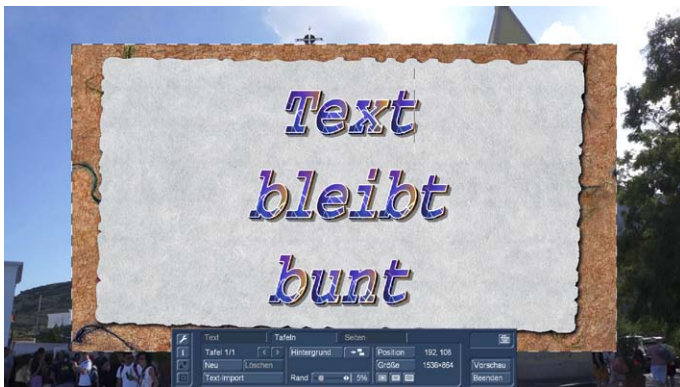 Text
bleibt
bunt
Text Tafeln Seiten
Tafel 1/1 < > Hintergrund Position 192, 108
Neu Löschen Größe 1536×864 Vorschau
Text-Import Rand 5% Beenden